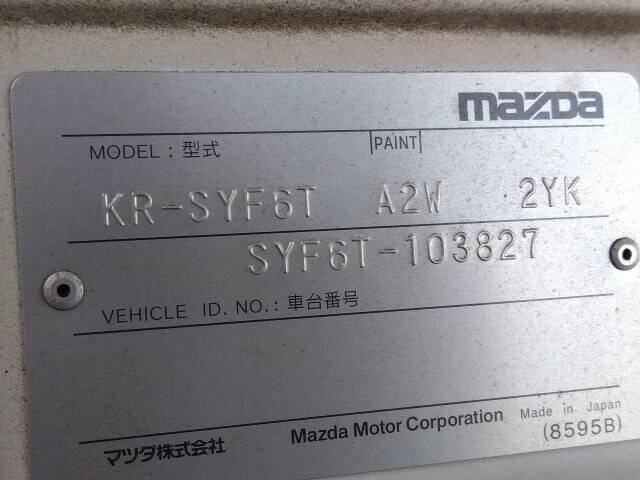 mazda
MODEL : 型式 PAINT
KR-SYF6T A2W 2YK
SYF6T-103827
VEHICLE ID. NO. : 車台番号
マツダ株式会社 Mazda Motor Corporation Made in Japan
(8595B)